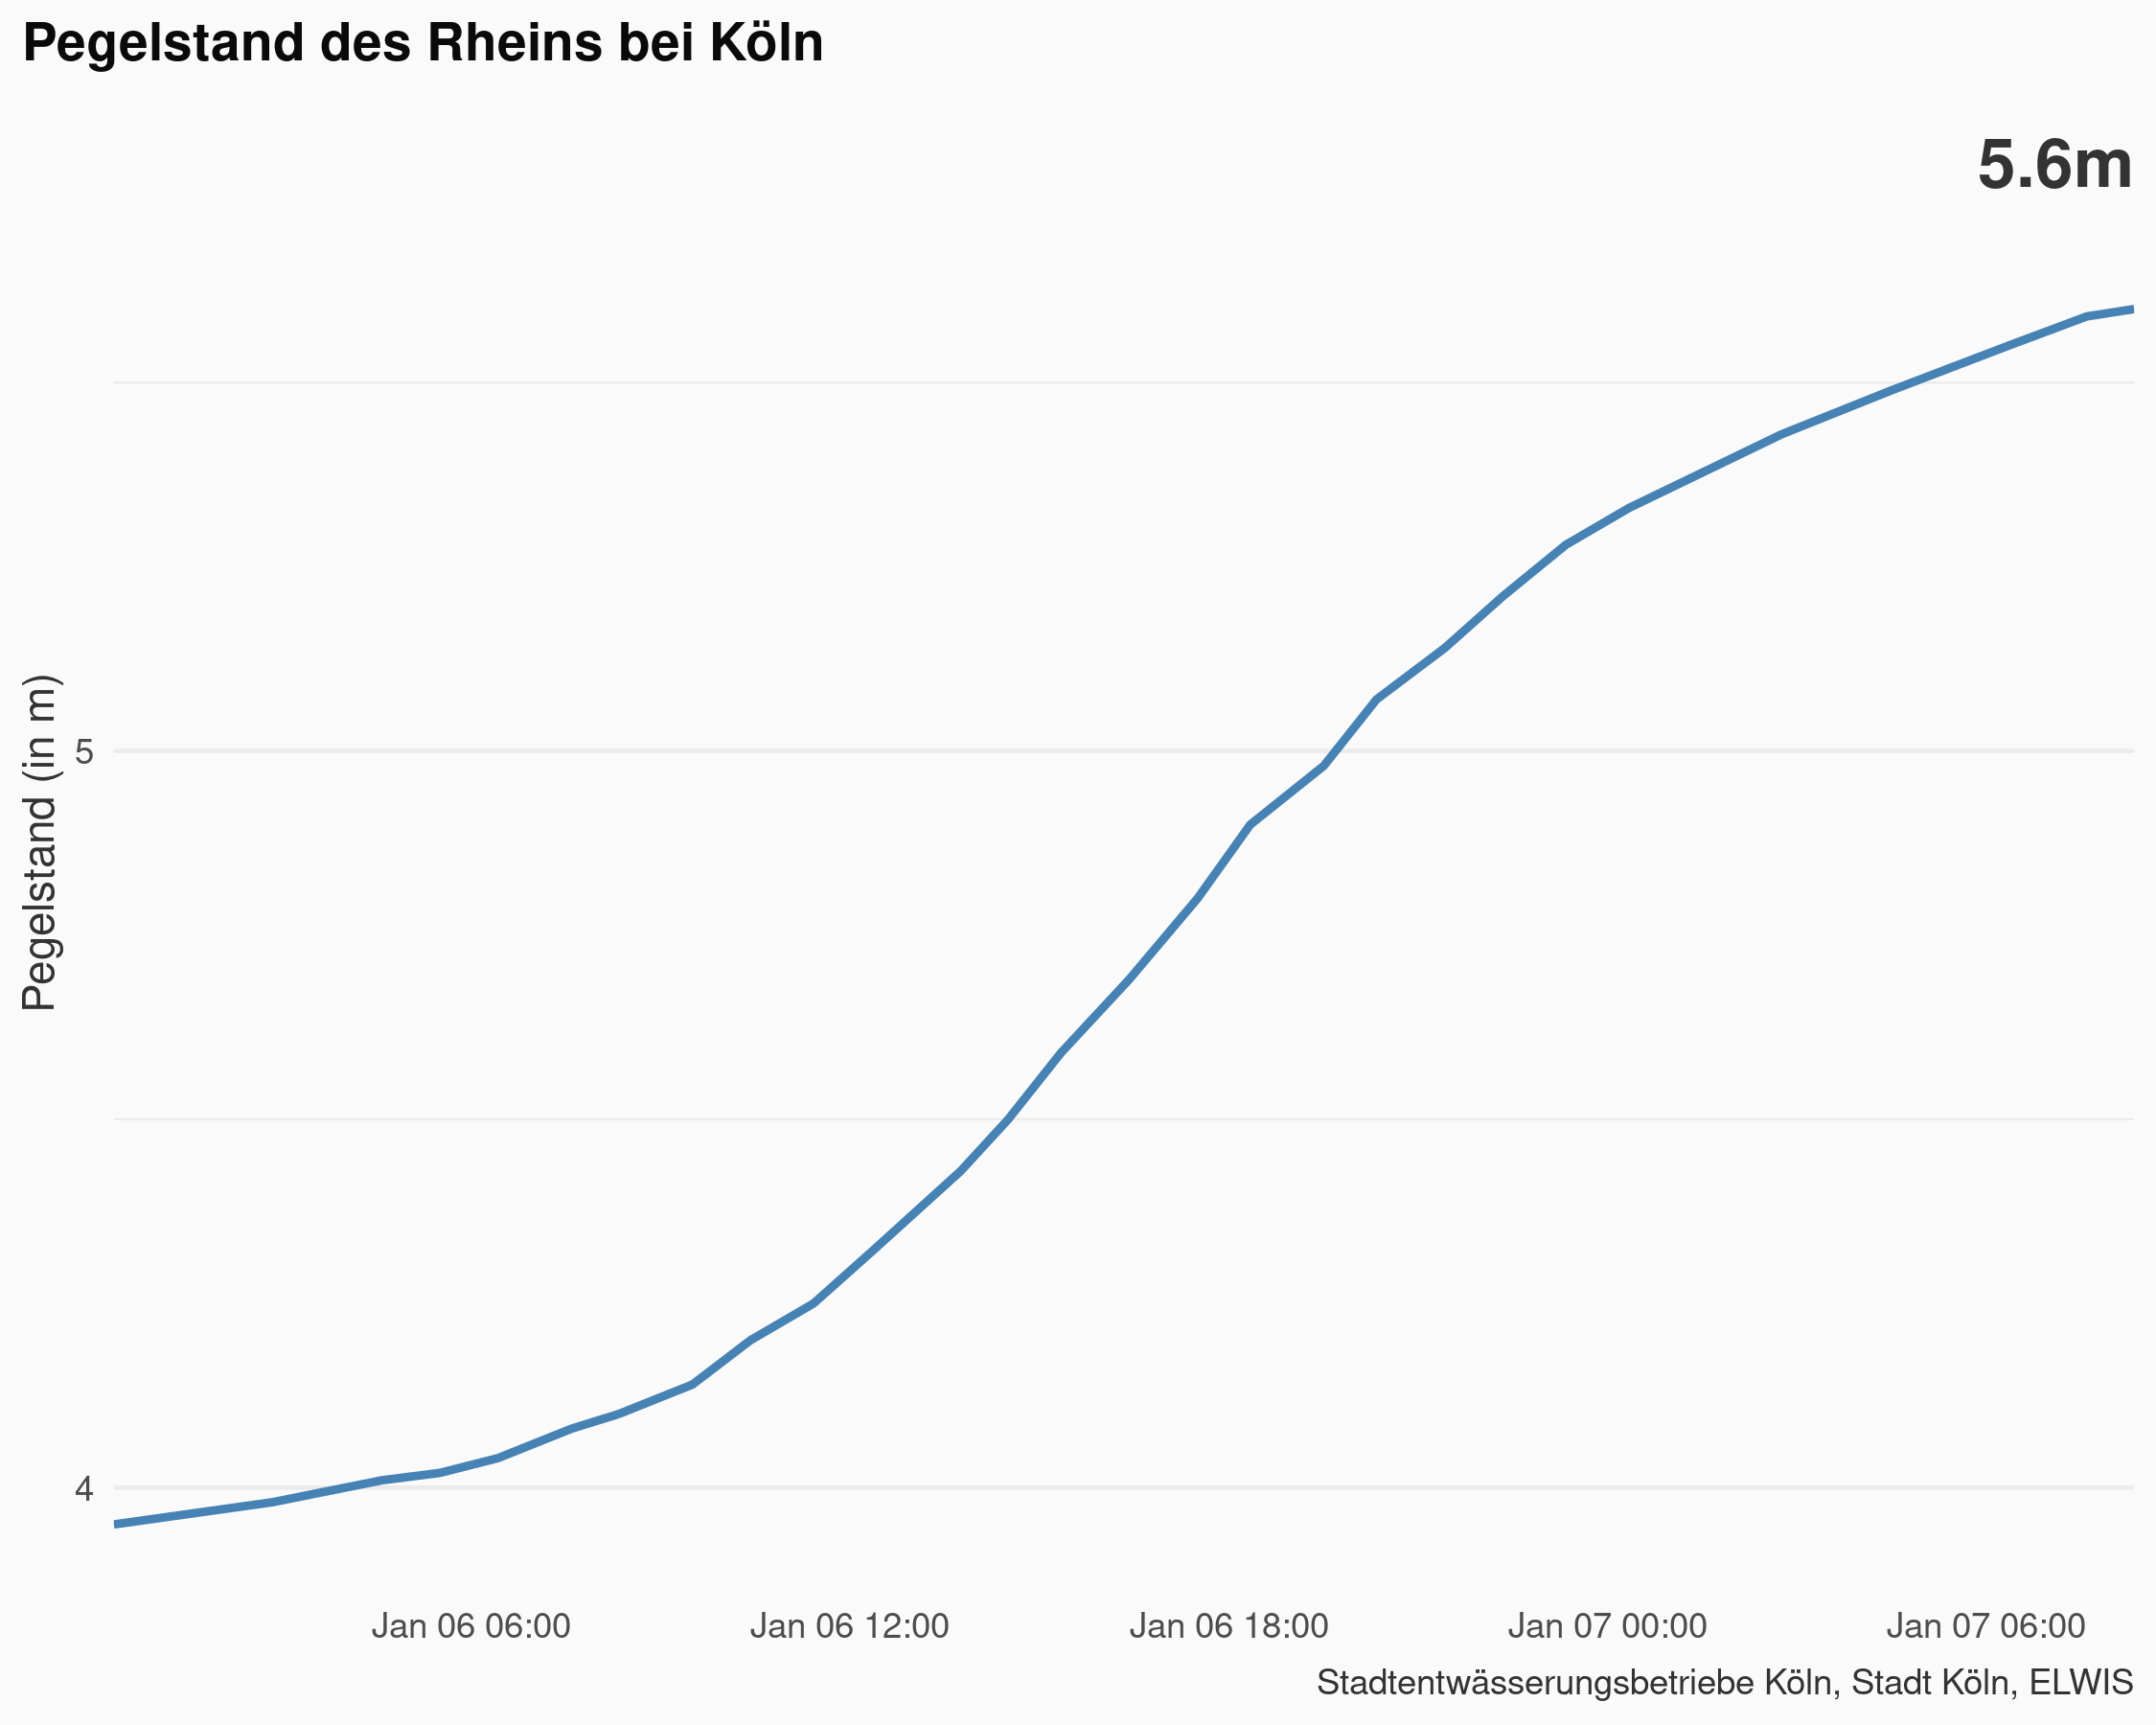 Pegelstand des Rheins bei Köln
5.6m
Pegelstand (in m)
5
4
Jan 06 06:00
Jan 06 12:00
Jan 06 18:00
Jan 07 00:00
Jan 07 06:00
Stadtentwässerungsbetriebe Köln, Stadt Köln, ELWIS